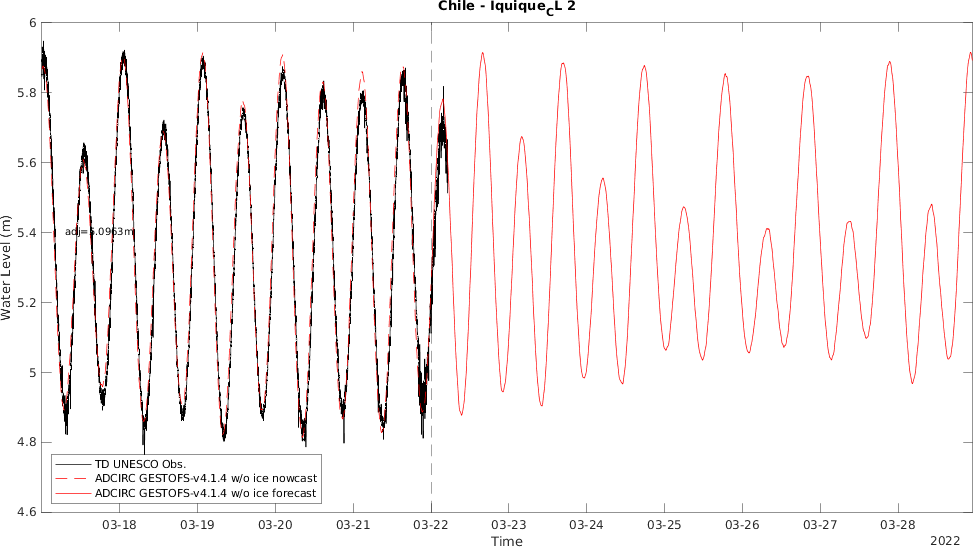 Chile - Iquique_CL 2
6
5.8
5.6
5.4
5.2
5
4.8
4.6
Water Level (m)
adj=5.0963m
TD UNESCO Obs.
ADCIRC GESTOFS-v4.1.4 w/o ice nowcast
ADCIRC GESTOFS-v4.1.4 w/o ice forecast
03-18 03-19 03-20 03-21 03-22 03-23 03-24 03-25 03-26 03-27 03-28
Time
2022